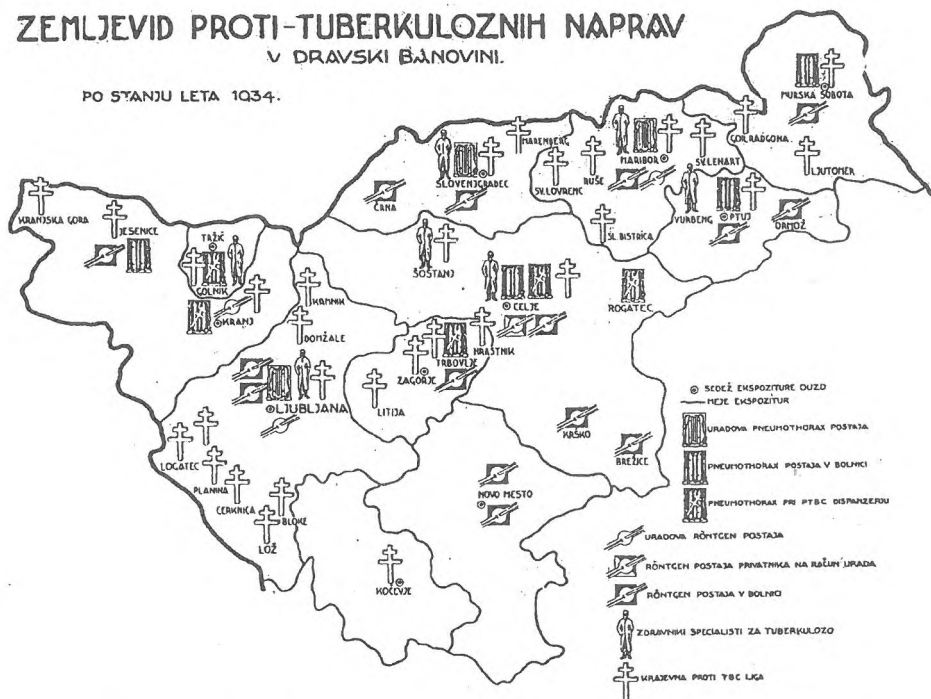 ZEMLJEVID PROTI-TUBERKULOZNIH NAPRAV
V DRAVSKI BANOVINI.
PO STANJU LETA 1934.
MURSKA SOBOTA
GOR. RADGONA
LJUTOMER
MARENBERG
SLOVENJGRADEC
ČRNA
SV. LOVRENC
RUŠE
MARIBOR
SV. LENART
VURBENG
PTUJ
ORMOŽ
SL. BISTRICA
KRANJSKA GORA
JESENICE
TRŽIČ
GOLNIK
KRANJ
ŠOŠTANJ
CELJE
ROGATEC
KAMNIK
DOMŽALE
ZAGORJE
TRBOVLJE
HRASTNIK
LITIJA
LJUBLJANA
KRŠKO
BREŽICE
LOGATEC
PLANINA
CERKNICA
BLOKE
LOŽ
NOVO MESTO
KOČEVJE
SEDEŽ EKSPOZITURE OUZD
MEJE EKSPOZITUR
URADOVA PNEUMOTHORAX POSTAJA
PNEUMOTHORAX POSTAJA V BOLNICI
PNEUMOTHORAX PRI PTBC DISPANZERJU
URADOVA RÖNTGEN POSTAJA
RÖNTGEN POSTAJA PRIVATNIKA NA RAČUN URADA
RÖNTGEN POSTAJA V BOLNICI
ZDRAVNIKI SPECIALISTI ZA TUBERKULOZO
KRAJEVNA PROTI TBC LIGA